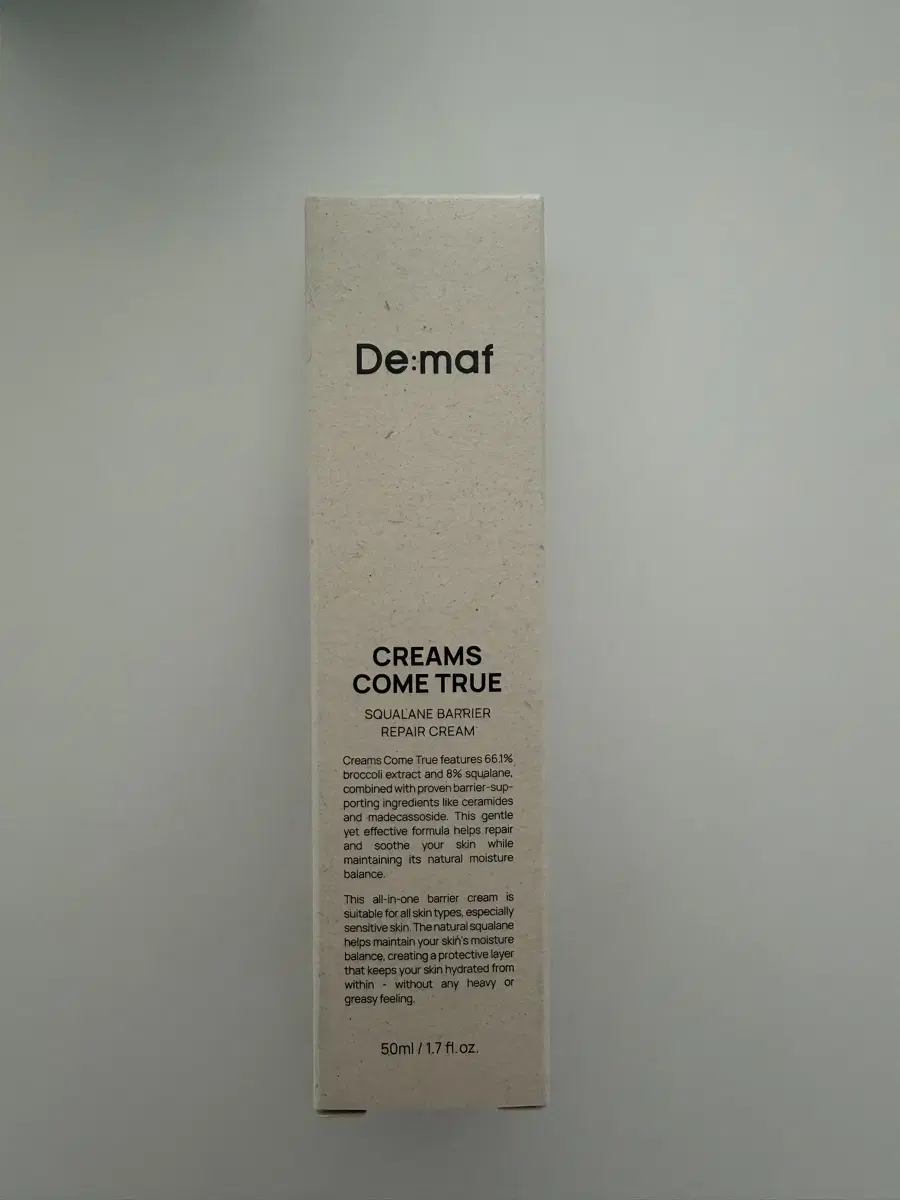 De:maf
CREAMS
COME TRUE
SQUALANE BARRIER
REPAIR CREAM
Creams Come True features 66.1%
broccoli extract and 8% squalane,
combined with proven barrier-sup-
porting ingredients like ceramides
and madecassoside. This gentle
yet effective formula helps repair
and soothe your skin while
maintaining its natural moisture
balance.
This all-in-one barrier cream is
suitable for all skin types, especially
sensitive skin. The natural squalane
helps maintain your skin's moisture
balance, creating a protective layer
that keeps your skin hydrated from
within - without any heavy or
greasy feeling.
50ml / 1.7 fl.oz.